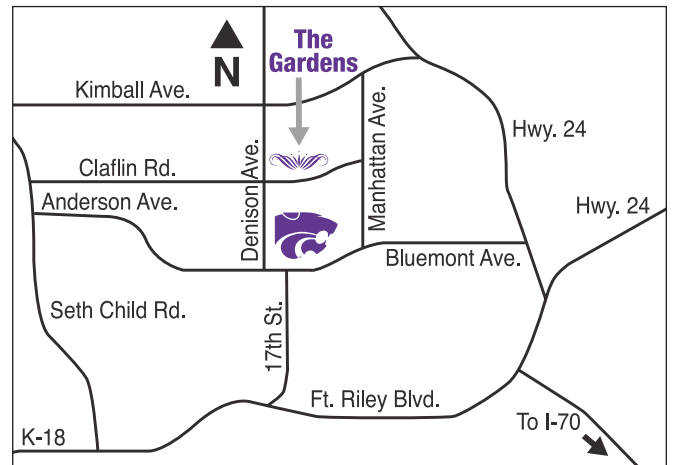 The
Gardens
N
Kimball Ave.
Hwy. 24
Manhattan Ave.
Denison Ave.
Claflin Rd.
Anderson Ave.
Hwy. 24
Bluemont Ave.
Seth Child Rd.
17th St.
Ft. Riley Blvd.
To I-70
K-18